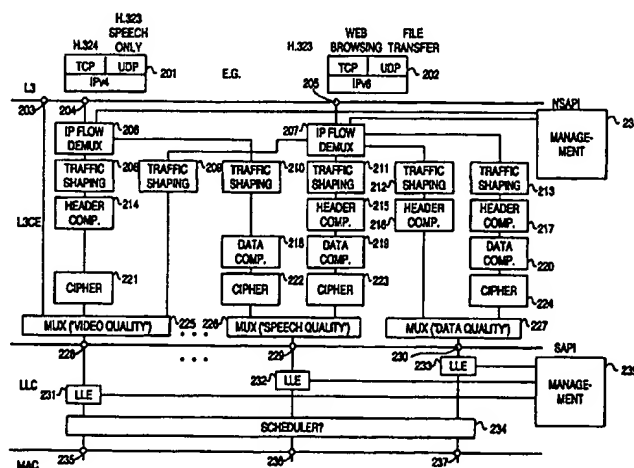 H.323
H.324 SPEECH
ONLY
TCP UDP 201
IPv4
E.G.
H.323
WEB BROWSING
FILE TRANSFER
TCP UDP 202
IPv6
L3
203 204 205 NSAPI
IP FLOW DEMUX 206
207 IP FLOW DEMUX
MANAGE-
MENT
TRAFFIC SHAPING 208
TRAFFIC SHAPING 209
TRAFFIC SHAPING 210
TRAFFIC SHAPING 211
212 TRAFFIC SHAPING
TRAFFIC SHAPING 213
HEADER COMP. 214
HEADER COMP. 215
216 HEADER COMP.
HEADER COMP. 217
L3CE
DATA COMP. 218
DATA COMP. 219
DATA COMP. 220
CIPHER 221
CIPHER 222
CIPHER 223
CIPHER 224
MUX ("VIDEO QUALITY") 225
226 MUX ("SPEECH QUALITY")
MUX ("DATA QUALITY") 227
228 229 230 SAPI
LLC
231 LLE
232 LLE
233 LLE
MANAGE-
MENT
SCHEDULER? 234
MAC 235 236 237